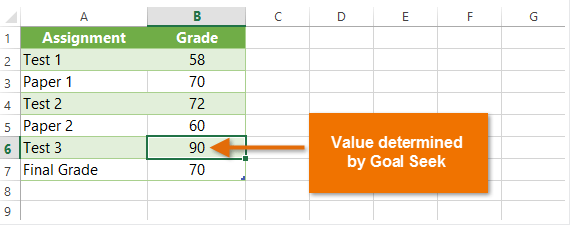 A B C D E F G
1 Assignment Grade
2 Test 1 58
3 Paper 1 70
4 Test 2 72
5 Paper 2 60
6 Test 3 90
7 Final Grade 70
8
9
Value determined
by Goal Seek